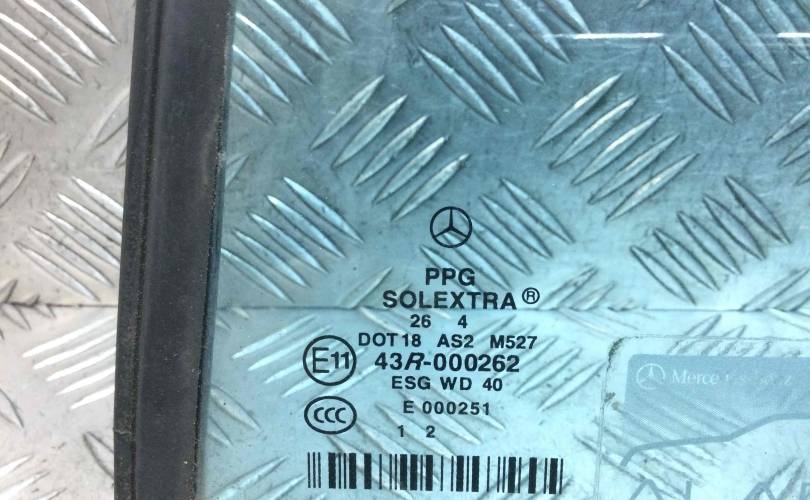 PPG
SOLEXTRA®
26 4
DOT18 AS2 M527
E11 43R-000262
ESG WD 40
CCC E 000251
1 2